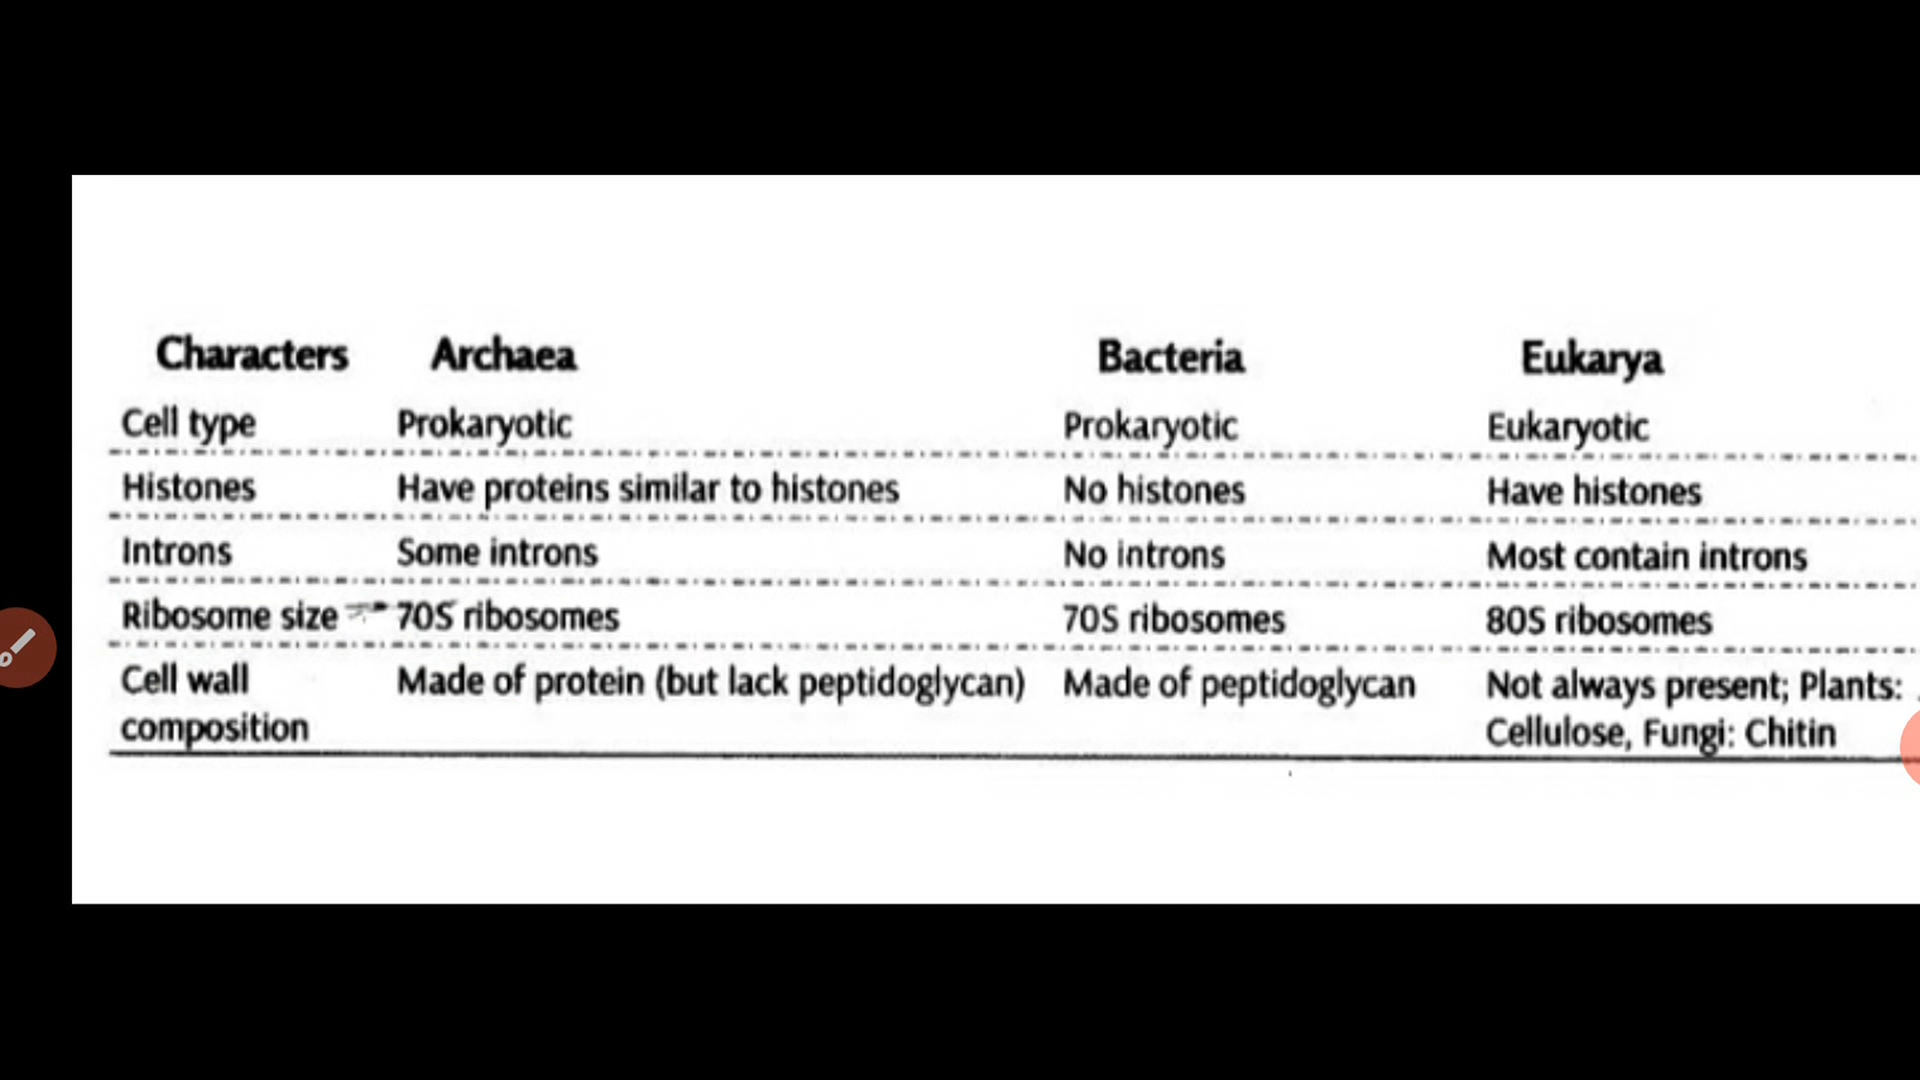 Characters Archaea Bacteria Eukarya
Cell type Prokaryotic Prokaryotic Eukaryotic
Histones Have proteins similar to histones No histones Have histones
Introns Some introns No introns Most contain introns
Ribosome size 70S ribosomes 70S ribosomes 80S ribosomes
Cell wall Made of protein (but lack peptidoglycan) Made of peptidoglycan Not always present; Plants:
composition Cellulose, Fungi: Chitin